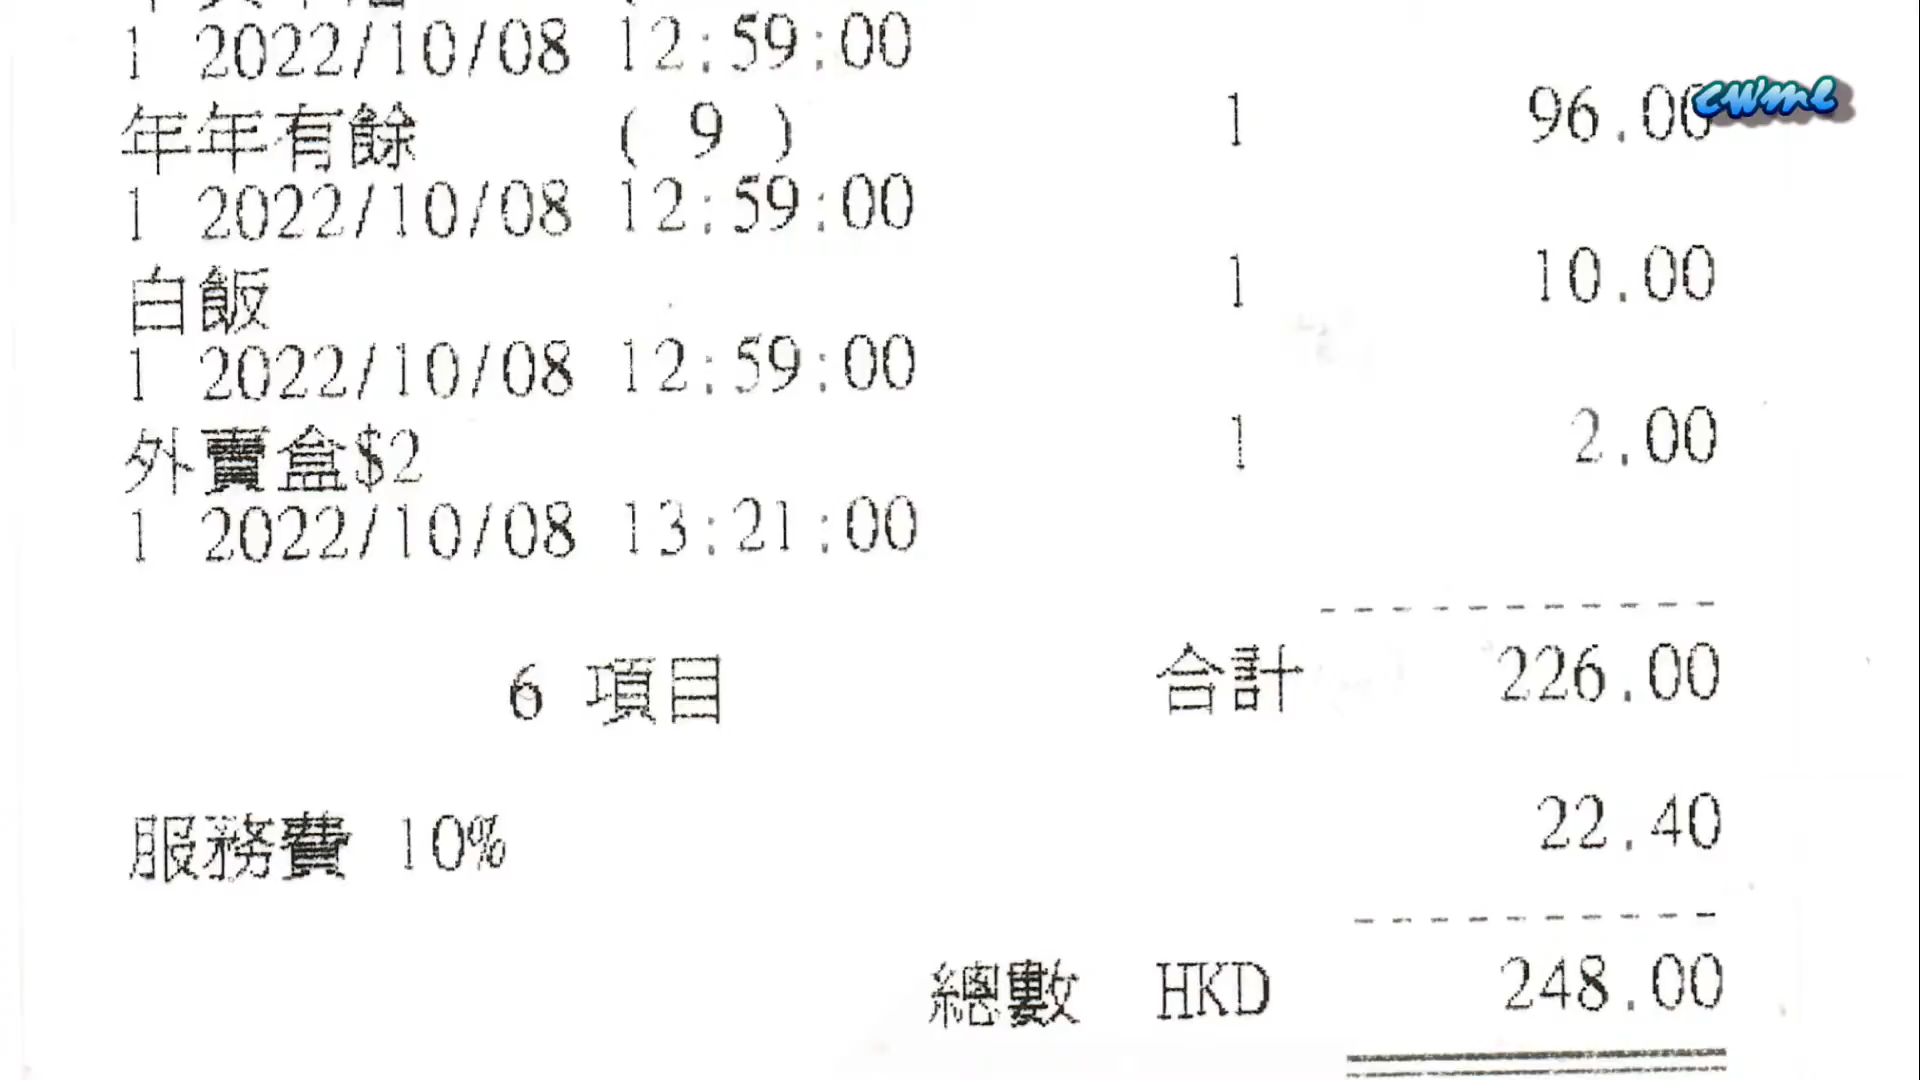 1 2022/10/08 12:59:00
年年有餘 ( 9 ) 1 96.00
cwml
1 2022/10/08 12:59:00
白飯 1 10.00
1 2022/10/08 12:59:00
外賣盒$2 1 2.00
1 2022/10/08 13:21:00
6 項目 合計 226.00
服務費 10% 22.40
總數 HKD 248.00